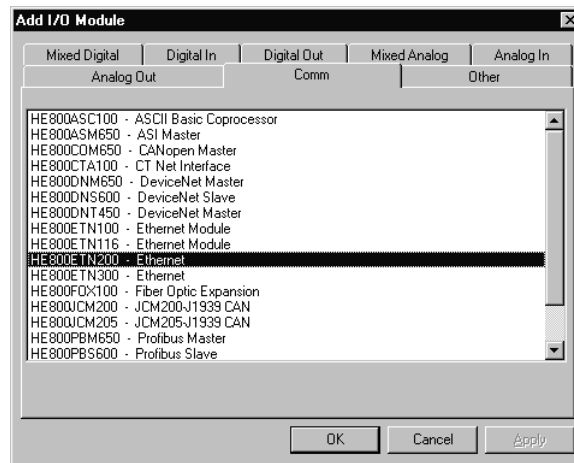 Add I/O Module
Mixed Digital Digital In Digital Out Mixed Analog Analog In
Analog Out Comm Other
HE800ASC100 - ASCII Basic Coprocessor
HE800ASM650 - ASI Master
HE800COM650 - CANopen Master
HE800CTA100 - CT Net Interface
HE800DNM650 - DeviceNet Master
HE800DNS600 - DeviceNet Slave
HE800DNT450 - DeviceNet Master
HE800ETN100 - Ethernet Module
HE800ETN116 - Ethernet Module
HE800ETN200 - Ethernet
HE800ETN300 - Ethernet
HE800FOX100 - Fiber Optic Expansion
HE800JCM200 - JCM200-J1939 CAN
HE800JCM205 - JCM205-J1939 CAN
HE800PBM650 - Profibus Master
HE800PBS600 - Profibus Slave
OK Cancel Apply